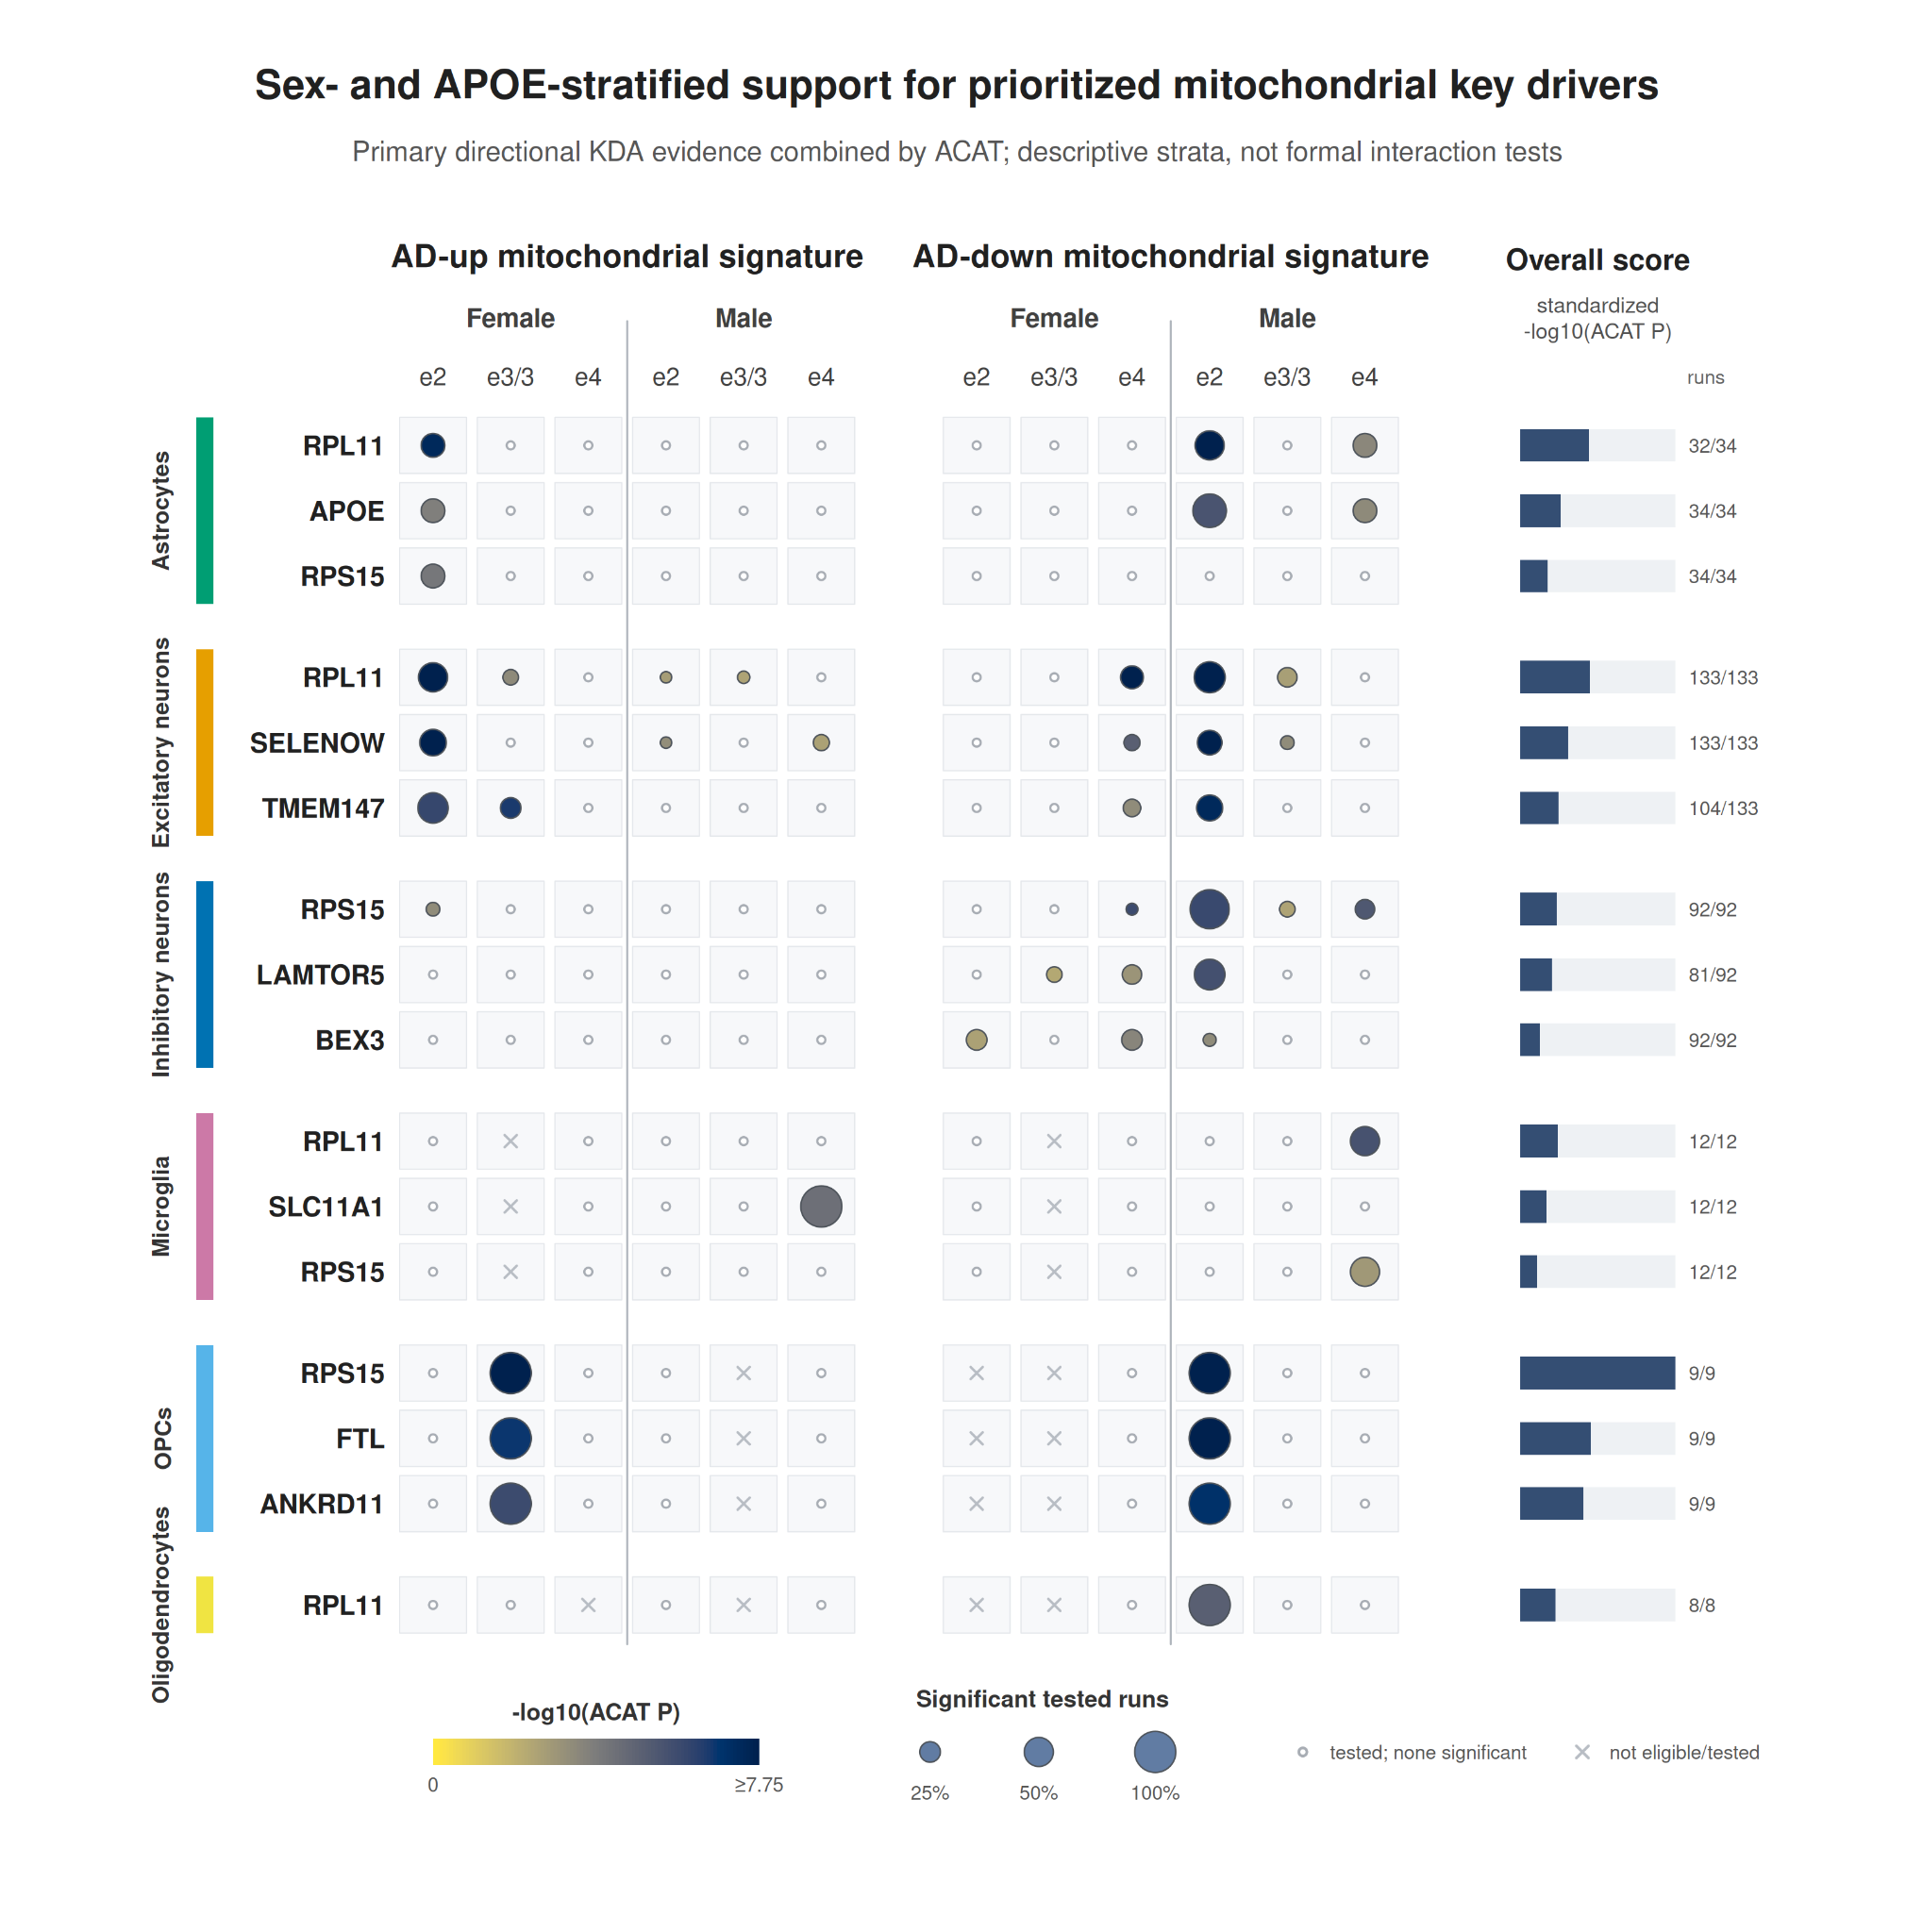 Sex- and APOE-stratified support for prioritized mitochondrial key drivers
Primary directional KDA evidence combined by ACAT; descriptive strata, not formal interaction tests
AD-up mitochondrial signature
AD-down mitochondrial signature
Overall score
standardized
-log10(ACAT P)
runs
Female
Male
Female
Male
e2 e3/3 e4 e2 e3/3 e4
e2 e3/3 e4 e2 e3/3 e4
Astrocytes
RPL11 32/34
APOE 34/34
RPS15 34/34
Excitatory neurons
RPL11 133/133
SELENOW 133/133
TMEM147 104/133
Inhibitory neurons
RPS15 92/92
LAMTOR5 81/92
BEX3 92/92
Microglia
RPL11 12/12
SLC11A1 12/12
RPS15 12/12
OPCs
RPS15 9/9
FTL 9/9
ANKRD11 9/9
Oligodendrocytes
RPL11 8/8
-log10(ACAT P)
0 ≥7.75
Significant tested runs
25% 50% 100%
tested; none significant
not eligible/tested